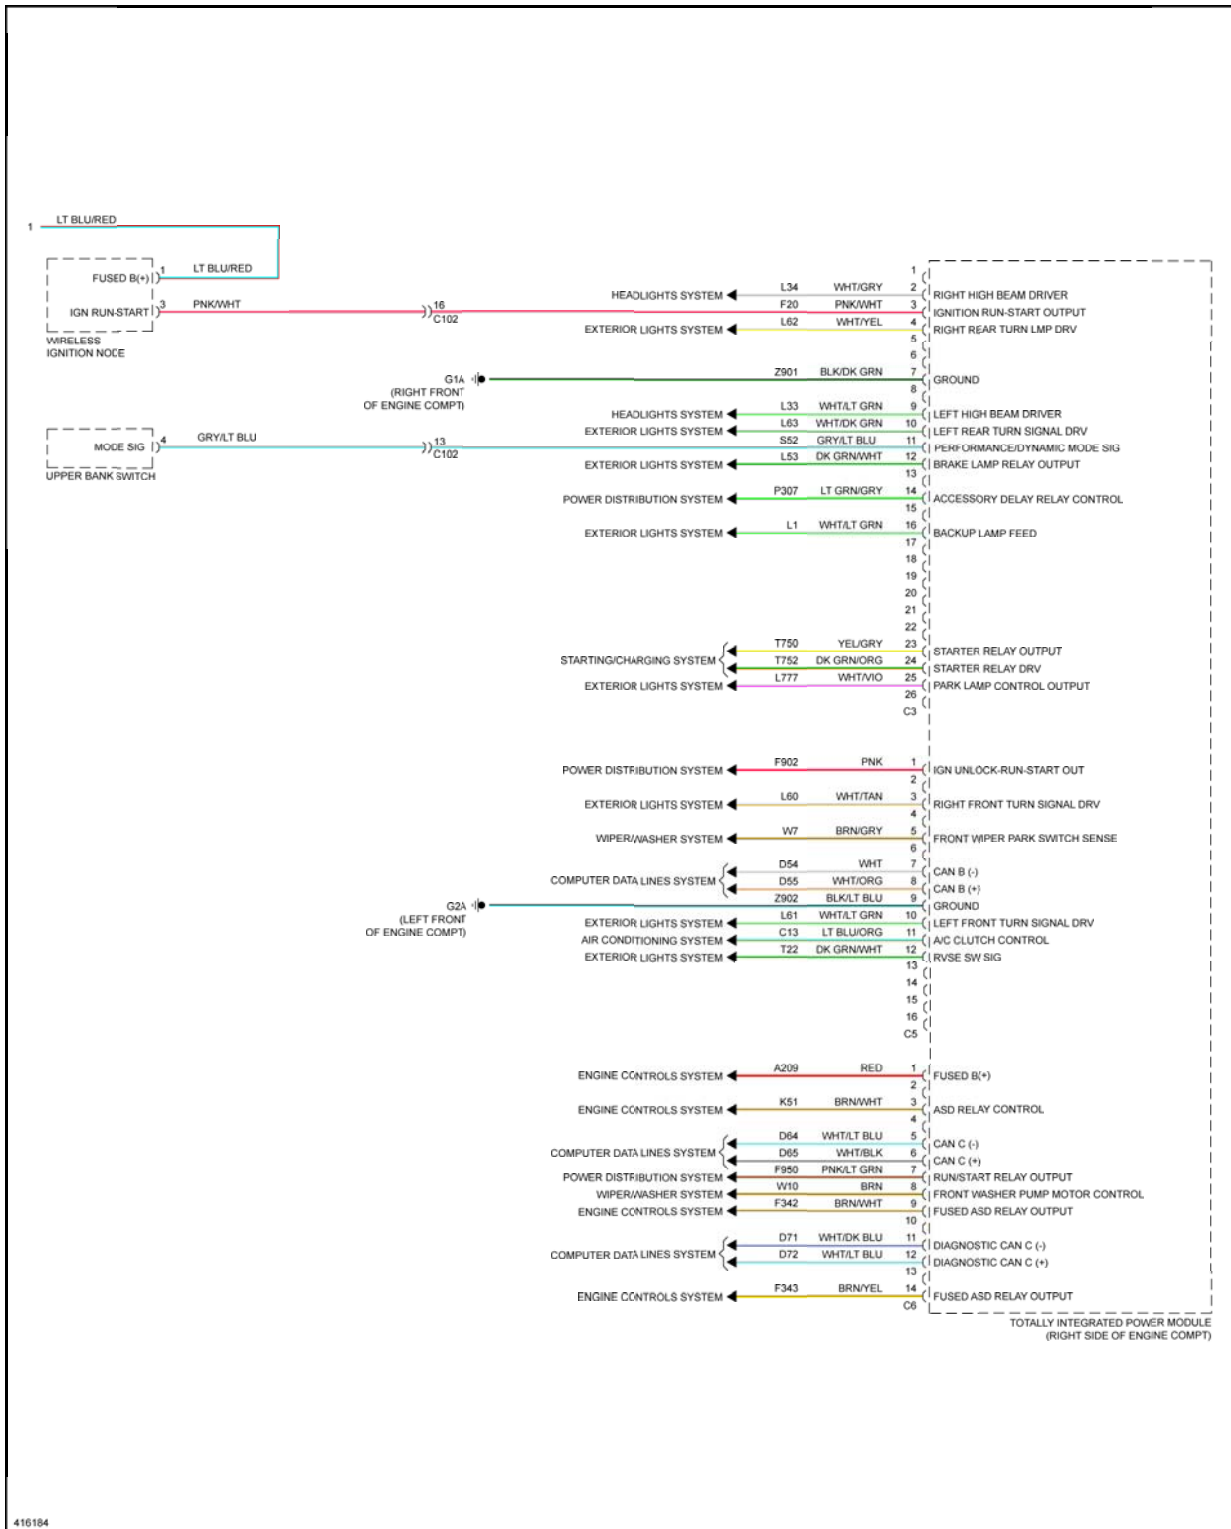 1 LT BLU/RED
FUSED B(+) 1 LT BLU/RED
IGN RUN-START 3 PNK/WHT 16
C102
WIRELESS
IGNITION NODE
1
HEADLIGHTS SYSTEM L34 WHT/GRY 2 RIGHT HIGH BEAM DRIVER
F20 PNK/WHT 3 IGNITION RUN-START OUTPUT
EXTERIOR LIGHTS SYSTEM L62 WHT/YEL 4 RIGHT REAR TURN LMP DRV
5
6
G1A Z901 BLK/DK GRN 7 GROUND
(RIGHT FRONT
OF ENGINE COMPT)
8
HEADLIGHTS SYSTEM L33 WHT/LT GRN 9 LEFT HIGH BEAM DRIVER
EXTERIOR LIGHTS SYSTEM L63 WHT/DK GRN 10 LEFT REAR TURN SIGNAL DRV
MODE SIG 4 GRY/LT BLU 13 S52 GRY/LT BLU 11 PERFORMANCE/DYNAMIC MODE SIG
C102
UPPER BANK SWITCH
EXTERIOR LIGHTS SYSTEM L53 DK GRN/WHT 12 BRAKE LAMP RELAY OUTPUT
13
POWER DISTRIBUTION SYSTEM P307 LT GRN/GRY 14 ACCESSORY DELAY RELAY CONTROL
15
EXTERIOR LIGHTS SYSTEM L1 WHT/LT GRN 16 BACKUP LAMP FEED
17
18
19
20
21
22
STARTING/CHARGING SYSTEM T750 YEL/GRY 23 STARTER RELAY OUTPUT
T752 DK GRN/ORG 24 STARTER RELAY DRV
EXTERIOR LIGHTS SYSTEM L777 WHT/VIO 25 PARK LAMP CONTROL OUTPUT
26
C3
POWER DISTRIBUTION SYSTEM F902 PNK 1 IGN UNLOCK-RUN-START OUT
2
EXTERIOR LIGHTS SYSTEM L60 WHT/TAN 3 RIGHT FRONT TURN SIGNAL DRV
4
WIPER/WASHER SYSTEM W7 BRN/GRY 5 FRONT WIPER PARK SWITCH SENSE
6
COMPUTER DATA LINES SYSTEM D54 WHT 7 CAN B (-)
D55 WHT/ORG 8 CAN B (+)
G2A Z902 BLK/LT BLU 9 GROUND
(LEFT FRONT
OF ENGINE COMPT)
EXTERIOR LIGHTS SYSTEM L61 WHT/LT GRN 10 LEFT FRONT TURN SIGNAL DRV
AIR CONDITIONING SYSTEM C13 LT BLU/ORG 11 A/C CLUTCH CONTROL
EXTERIOR LIGHTS SYSTEM T22 DK GRN/WHT 12 RVSE SW SIG
13
14
15
16
C5
ENGINE CONTROLS SYSTEM A209 RED 1 FUSED B(+)
2
ENGINE CONTROLS SYSTEM K51 BRN/WHT 3 ASD RELAY CONTROL
4
COMPUTER DATA LINES SYSTEM D64 WHT/LT BLU 5 CAN C (-)
D65 WHT/BLK 6 CAN C (+)
POWER DISTRIBUTION SYSTEM F950 PNK/LT GRN 7 RUN/START RELAY OUTPUT
WIPER/WASHER SYSTEM W10 BRN 8 FRONT WASHER PUMP MOTOR CONTROL
ENGINE CONTROLS SYSTEM F342 BRN/WHT 9 FUSED ASD RELAY OUTPUT
10
COMPUTER DATA LINES SYSTEM D71 WHT/DK BLU 11 DIAGNOSTIC CAN C (-)
D72 WHT/LT BLU 12 DIAGNOSTIC CAN C (+)
13
ENGINE CONTROLS SYSTEM F343 BRN/YEL 14 FUSED ASD RELAY OUTPUT
C6
TOTALLY INTEGRATED POWER MODULE
(RIGHT SIDE OF ENGINE COMPT)
416184